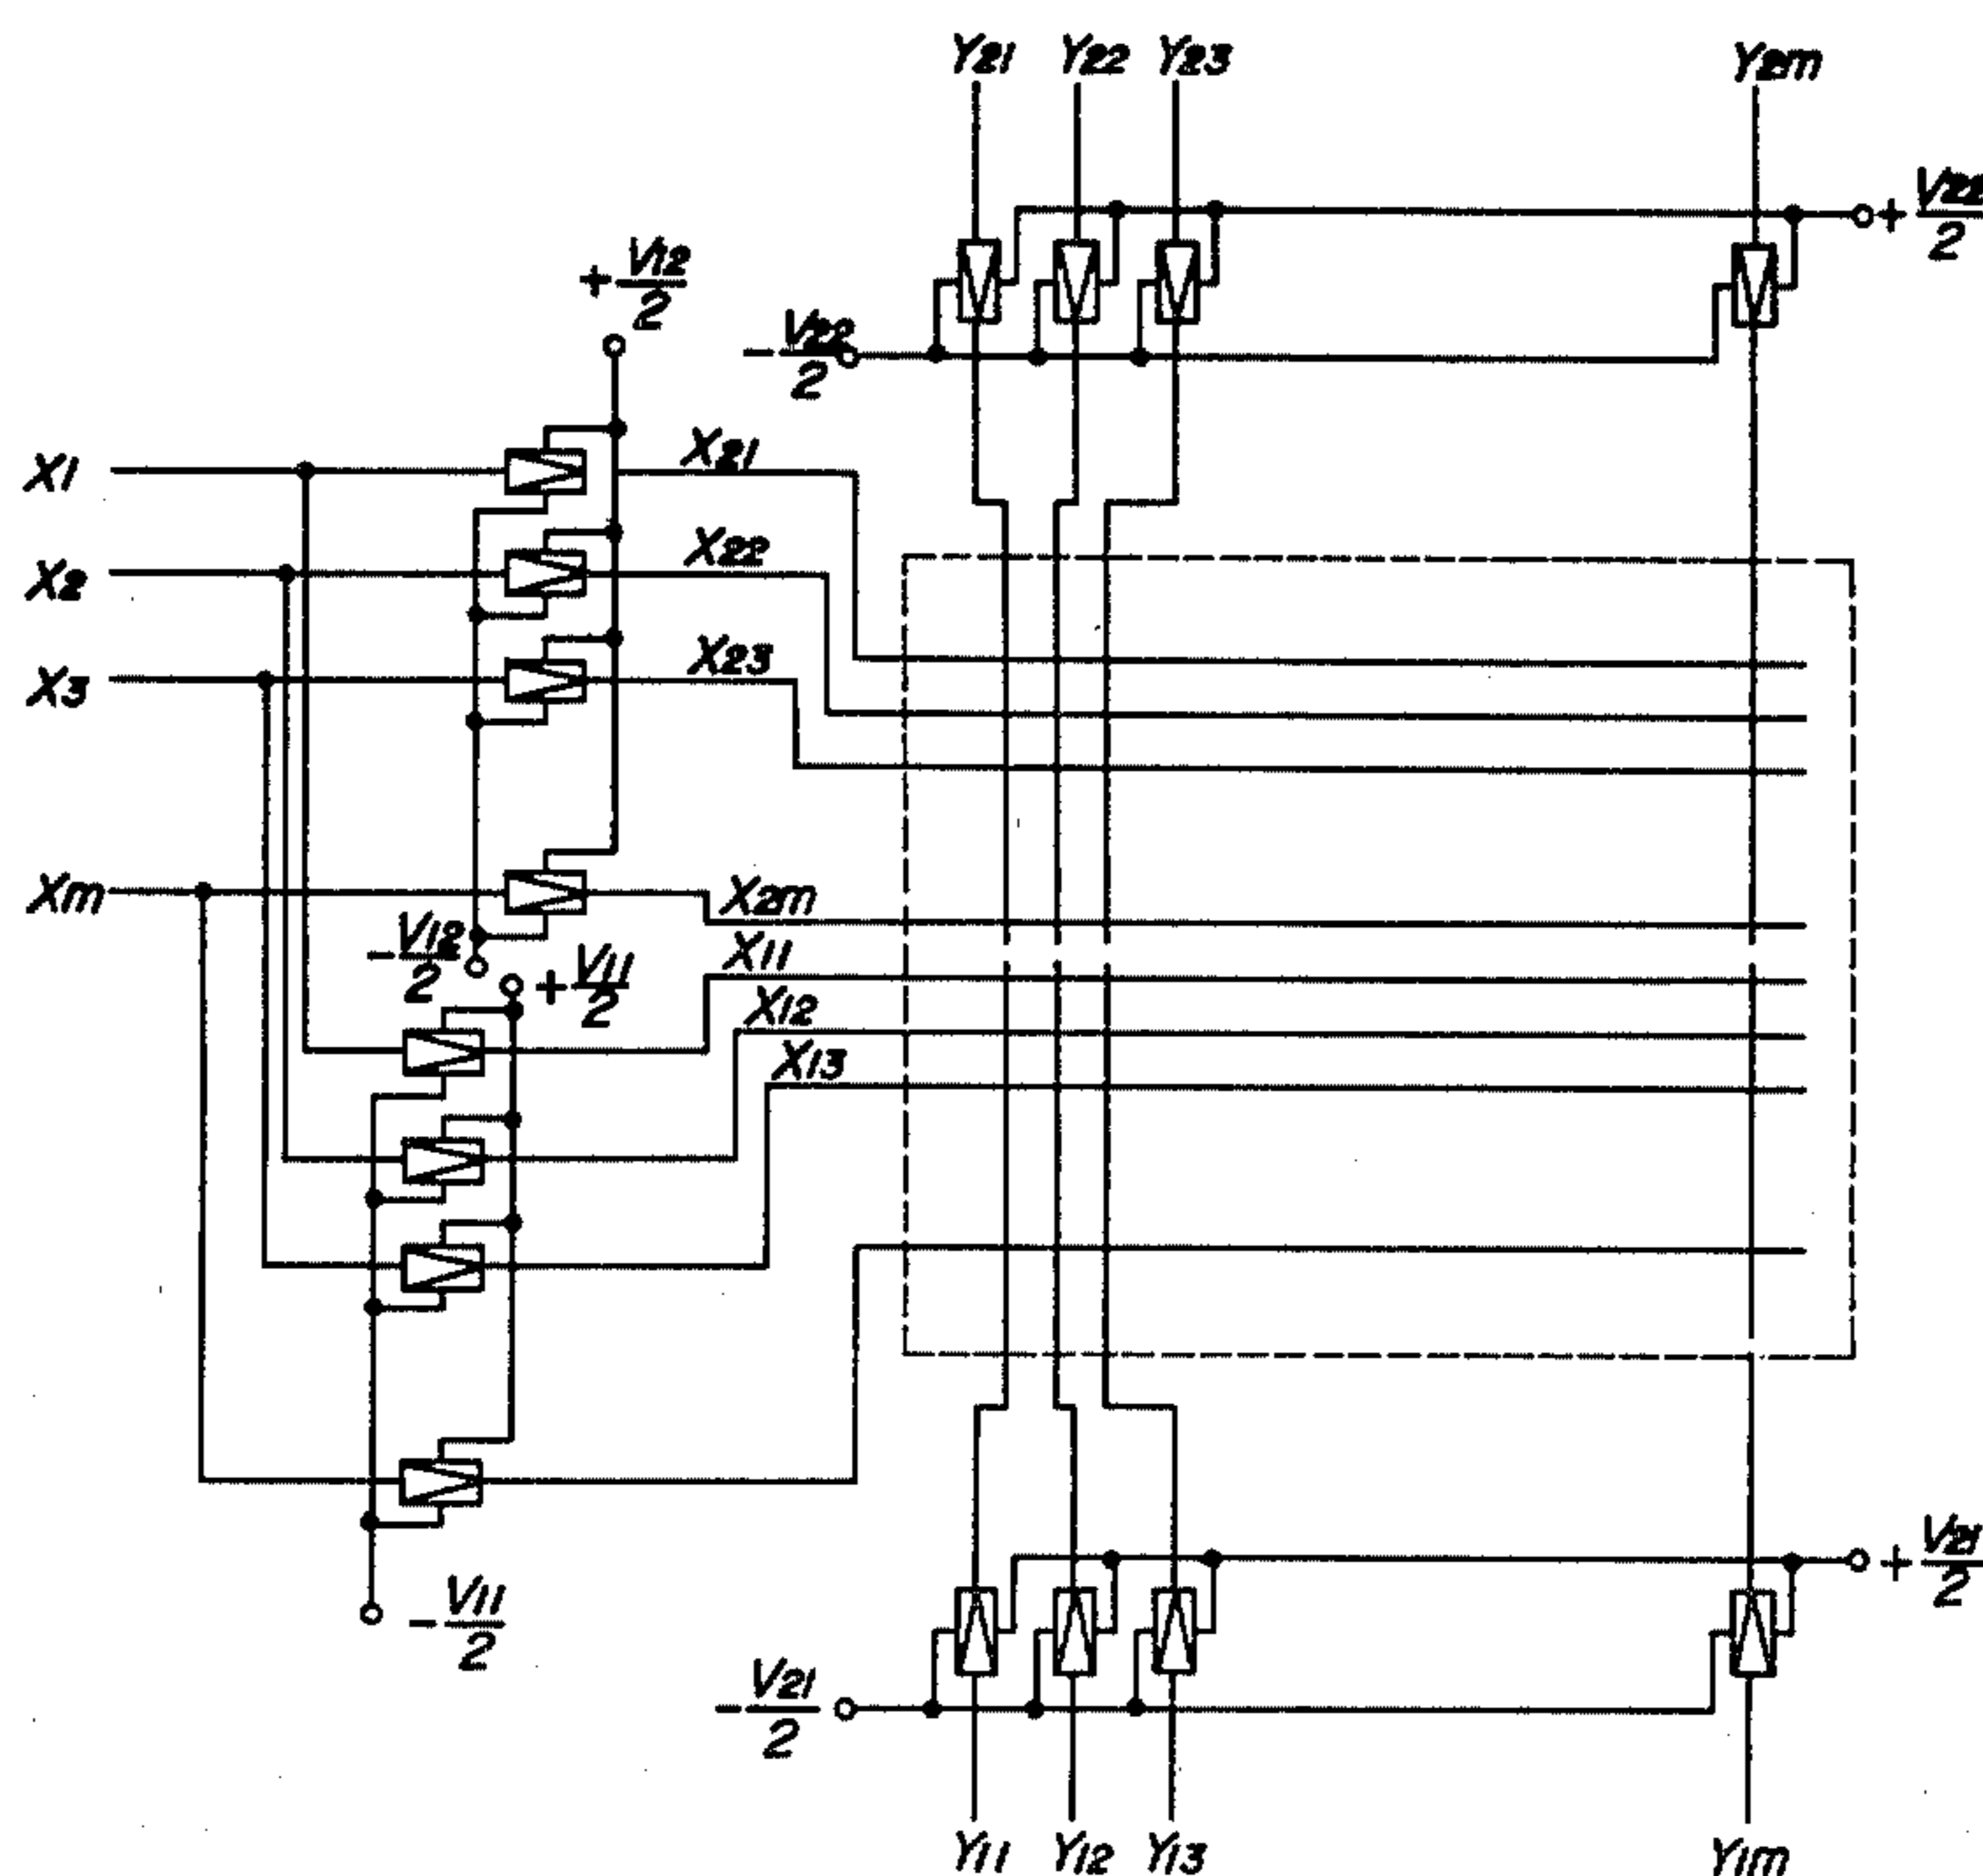 Y21 Y22 Y23 Y2m
+ V22/2
+ V12/2
- V22/2
X1
X21
X2
X22
X3
X23
Xm
X2m
- V12/2
+ V11/2
X11
X12
X13
- V11/2
+ V21/2
- V21/2
Y11 Y12 Y13 Y1m